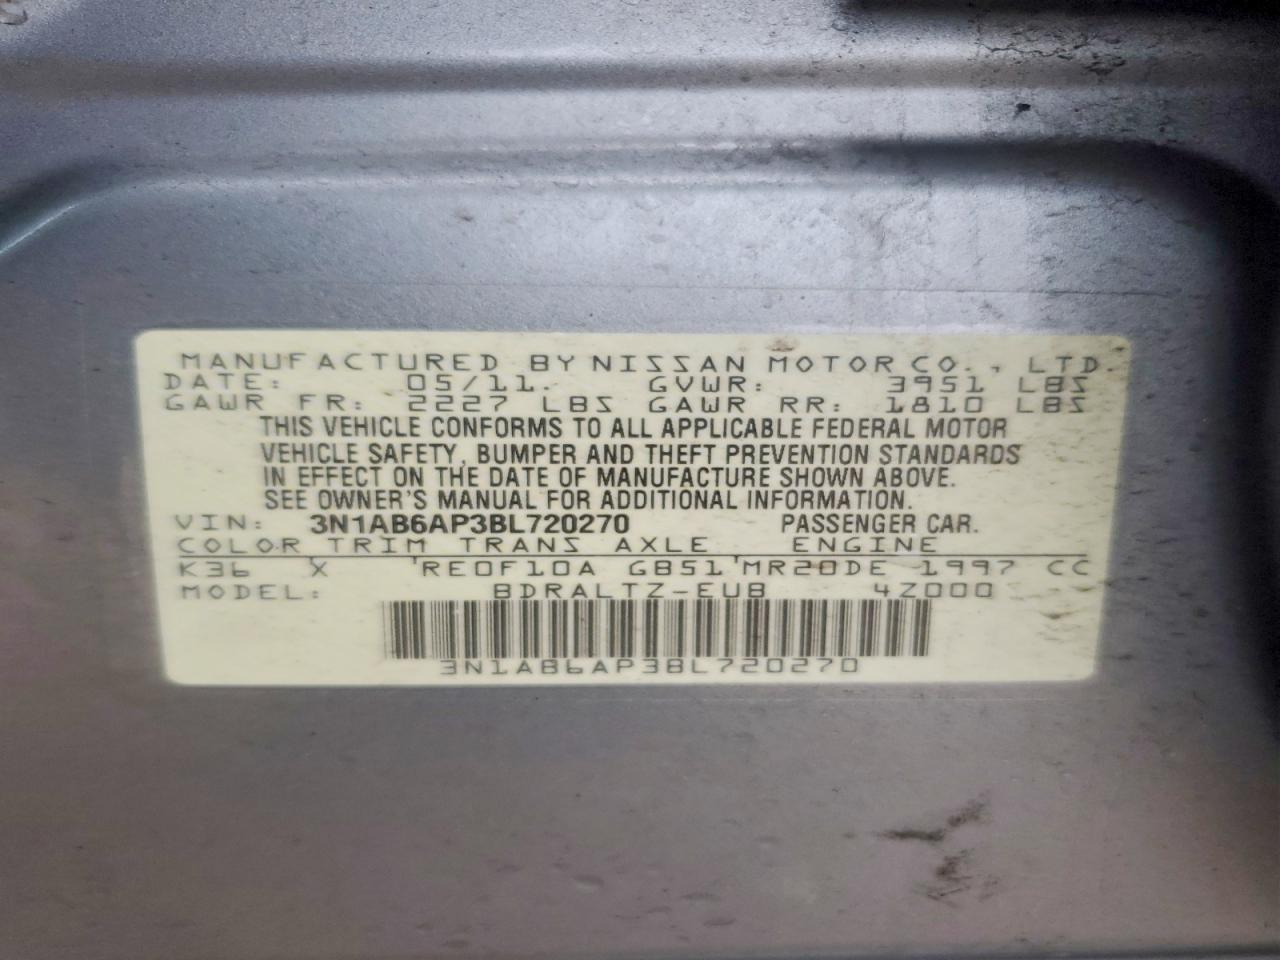 MANUFACTURED BY NISSAN MOTOR CO., LTD.
DATE: 05/11. GVWR: 3951 LBS
GAWR FR: 2227 LBS GAWR RR: 1810 LBS
THIS VEHICLE CONFORMS TO ALL APPLICABLE FEDERAL MOTOR
VEHICLE SAFETY, BUMPER AND THEFT PREVENTION STANDARDS
IN EFFECT ON THE DATE OF MANUFACTURE SHOWN ABOVE.
SEE OWNER'S MANUAL FOR ADDITIONAL INFORMATION.
VIN: 3N1AB6AP3BL720270 PASSENGER CAR.
COLOR TRIM TRANS AXLE ENGINE
K36 X 'RE0F10A GB51'MR20DE 1997 CC
MODEL: BDRALTZ-EUB 4Z000
3N1AB6AP3BL720270